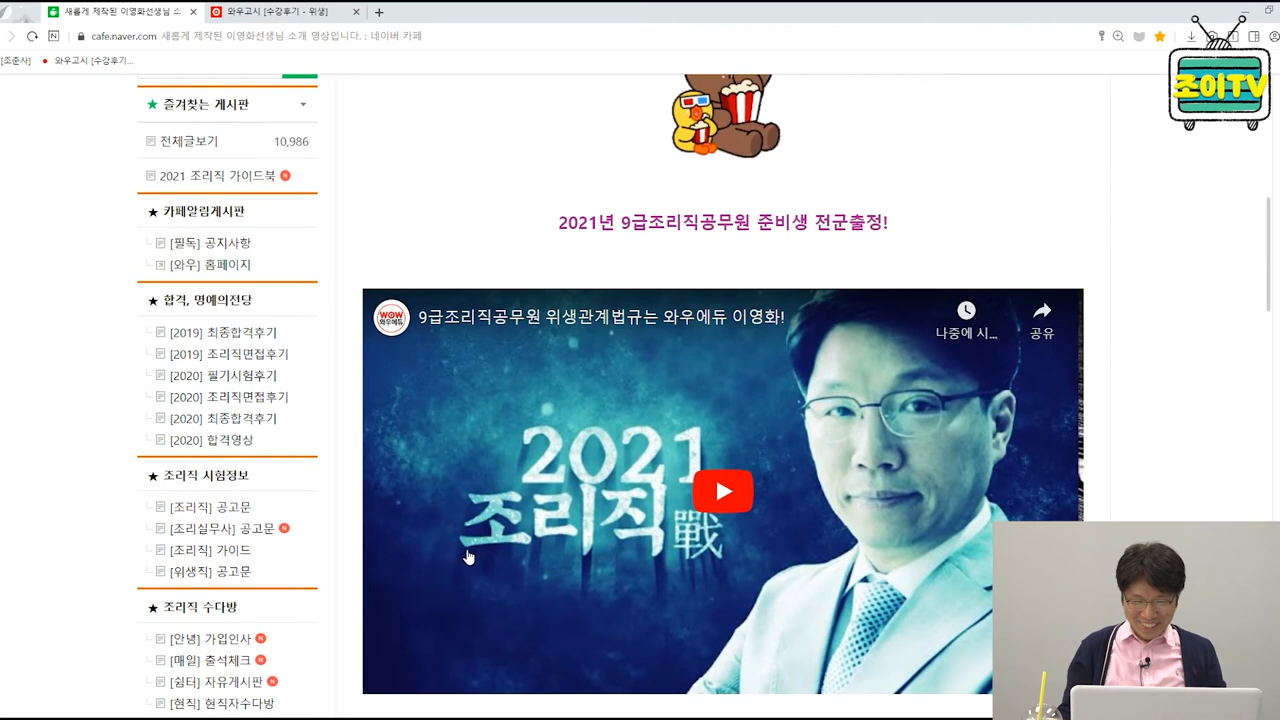 새롭게 제작된 이영화선생님 소
와우고시 [수강후기 - 위생]
cafe.naver.com 새롭게 제작된 이영화선생님 소개 영상입니다. : 네이버 카페
[조준사]
와우고시 [수강후기...
조이TV
즐겨찾는 게시판
전체글보기 10,986
2021 조리직 가이드북 N
★ 카페알림게시판
[필독] 공지사항
[와우] 홈페이지
★ 합격, 명예의전당
[2019] 최종합격후기
[2019] 조리직면접후기
[2020] 필기시험후기
[2020] 조리직면접후기
[2020] 최종합격후기
[2020] 합격영상
★ 조리직 시험정보
[조리직] 공고문
[조리실무사] 공고문 N
[조리직] 가이드
[위생직] 공고문
★ 조리직 수다방
[안녕] 가입인사 N
[매일] 출석체크 N
[쉼터] 자유게시판 N
[현직] 현직자수다방
2021년 9급조리직공무원 준비생 전군출정!
WOW
와우에듀
9급조리직공무원 위생관계법규는 와우에듀 이영화!
나중에 시...
공유
2021
조리직戰